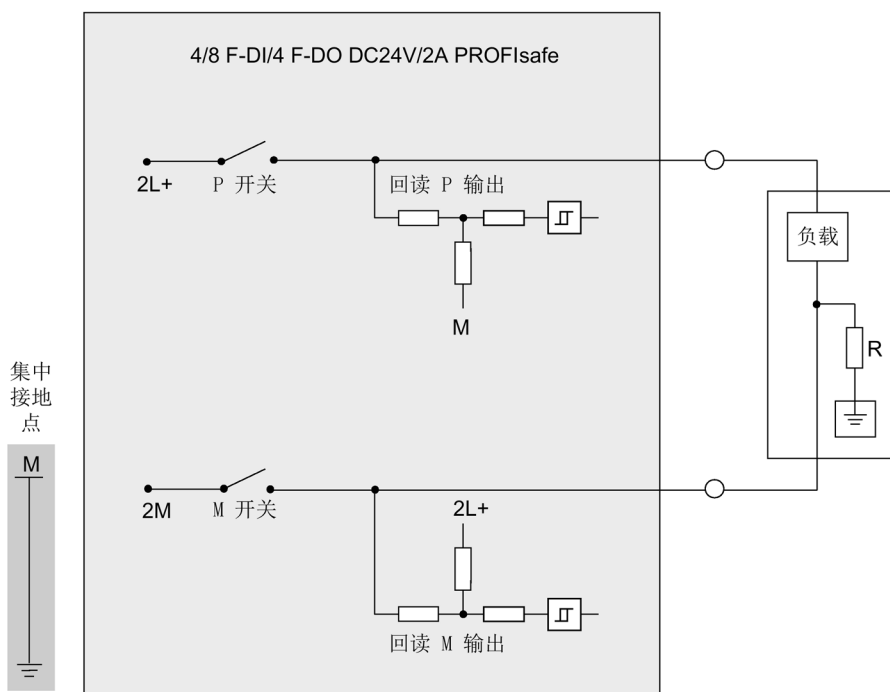 4/8 F-DI/4 F-DO DC24V/2A PROFIsafe
2L+
P 开关
回读 P 输出
M
负载
R
集中
接地
点
M
2M
M 开关
2L+
回读 M 输出